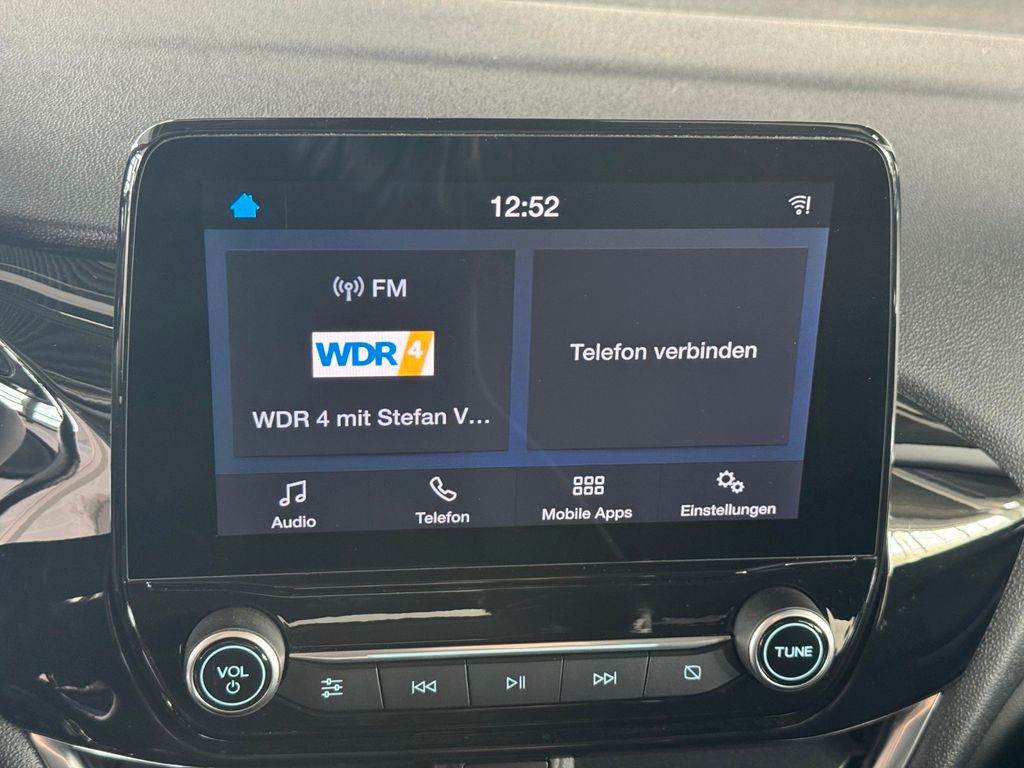 12:52
FM
WDR 4
WDR 4 mit Stefan V...
Telefon verbinden
Audio
Telefon
Mobile Apps
Einstellungen
VOL
TUNE